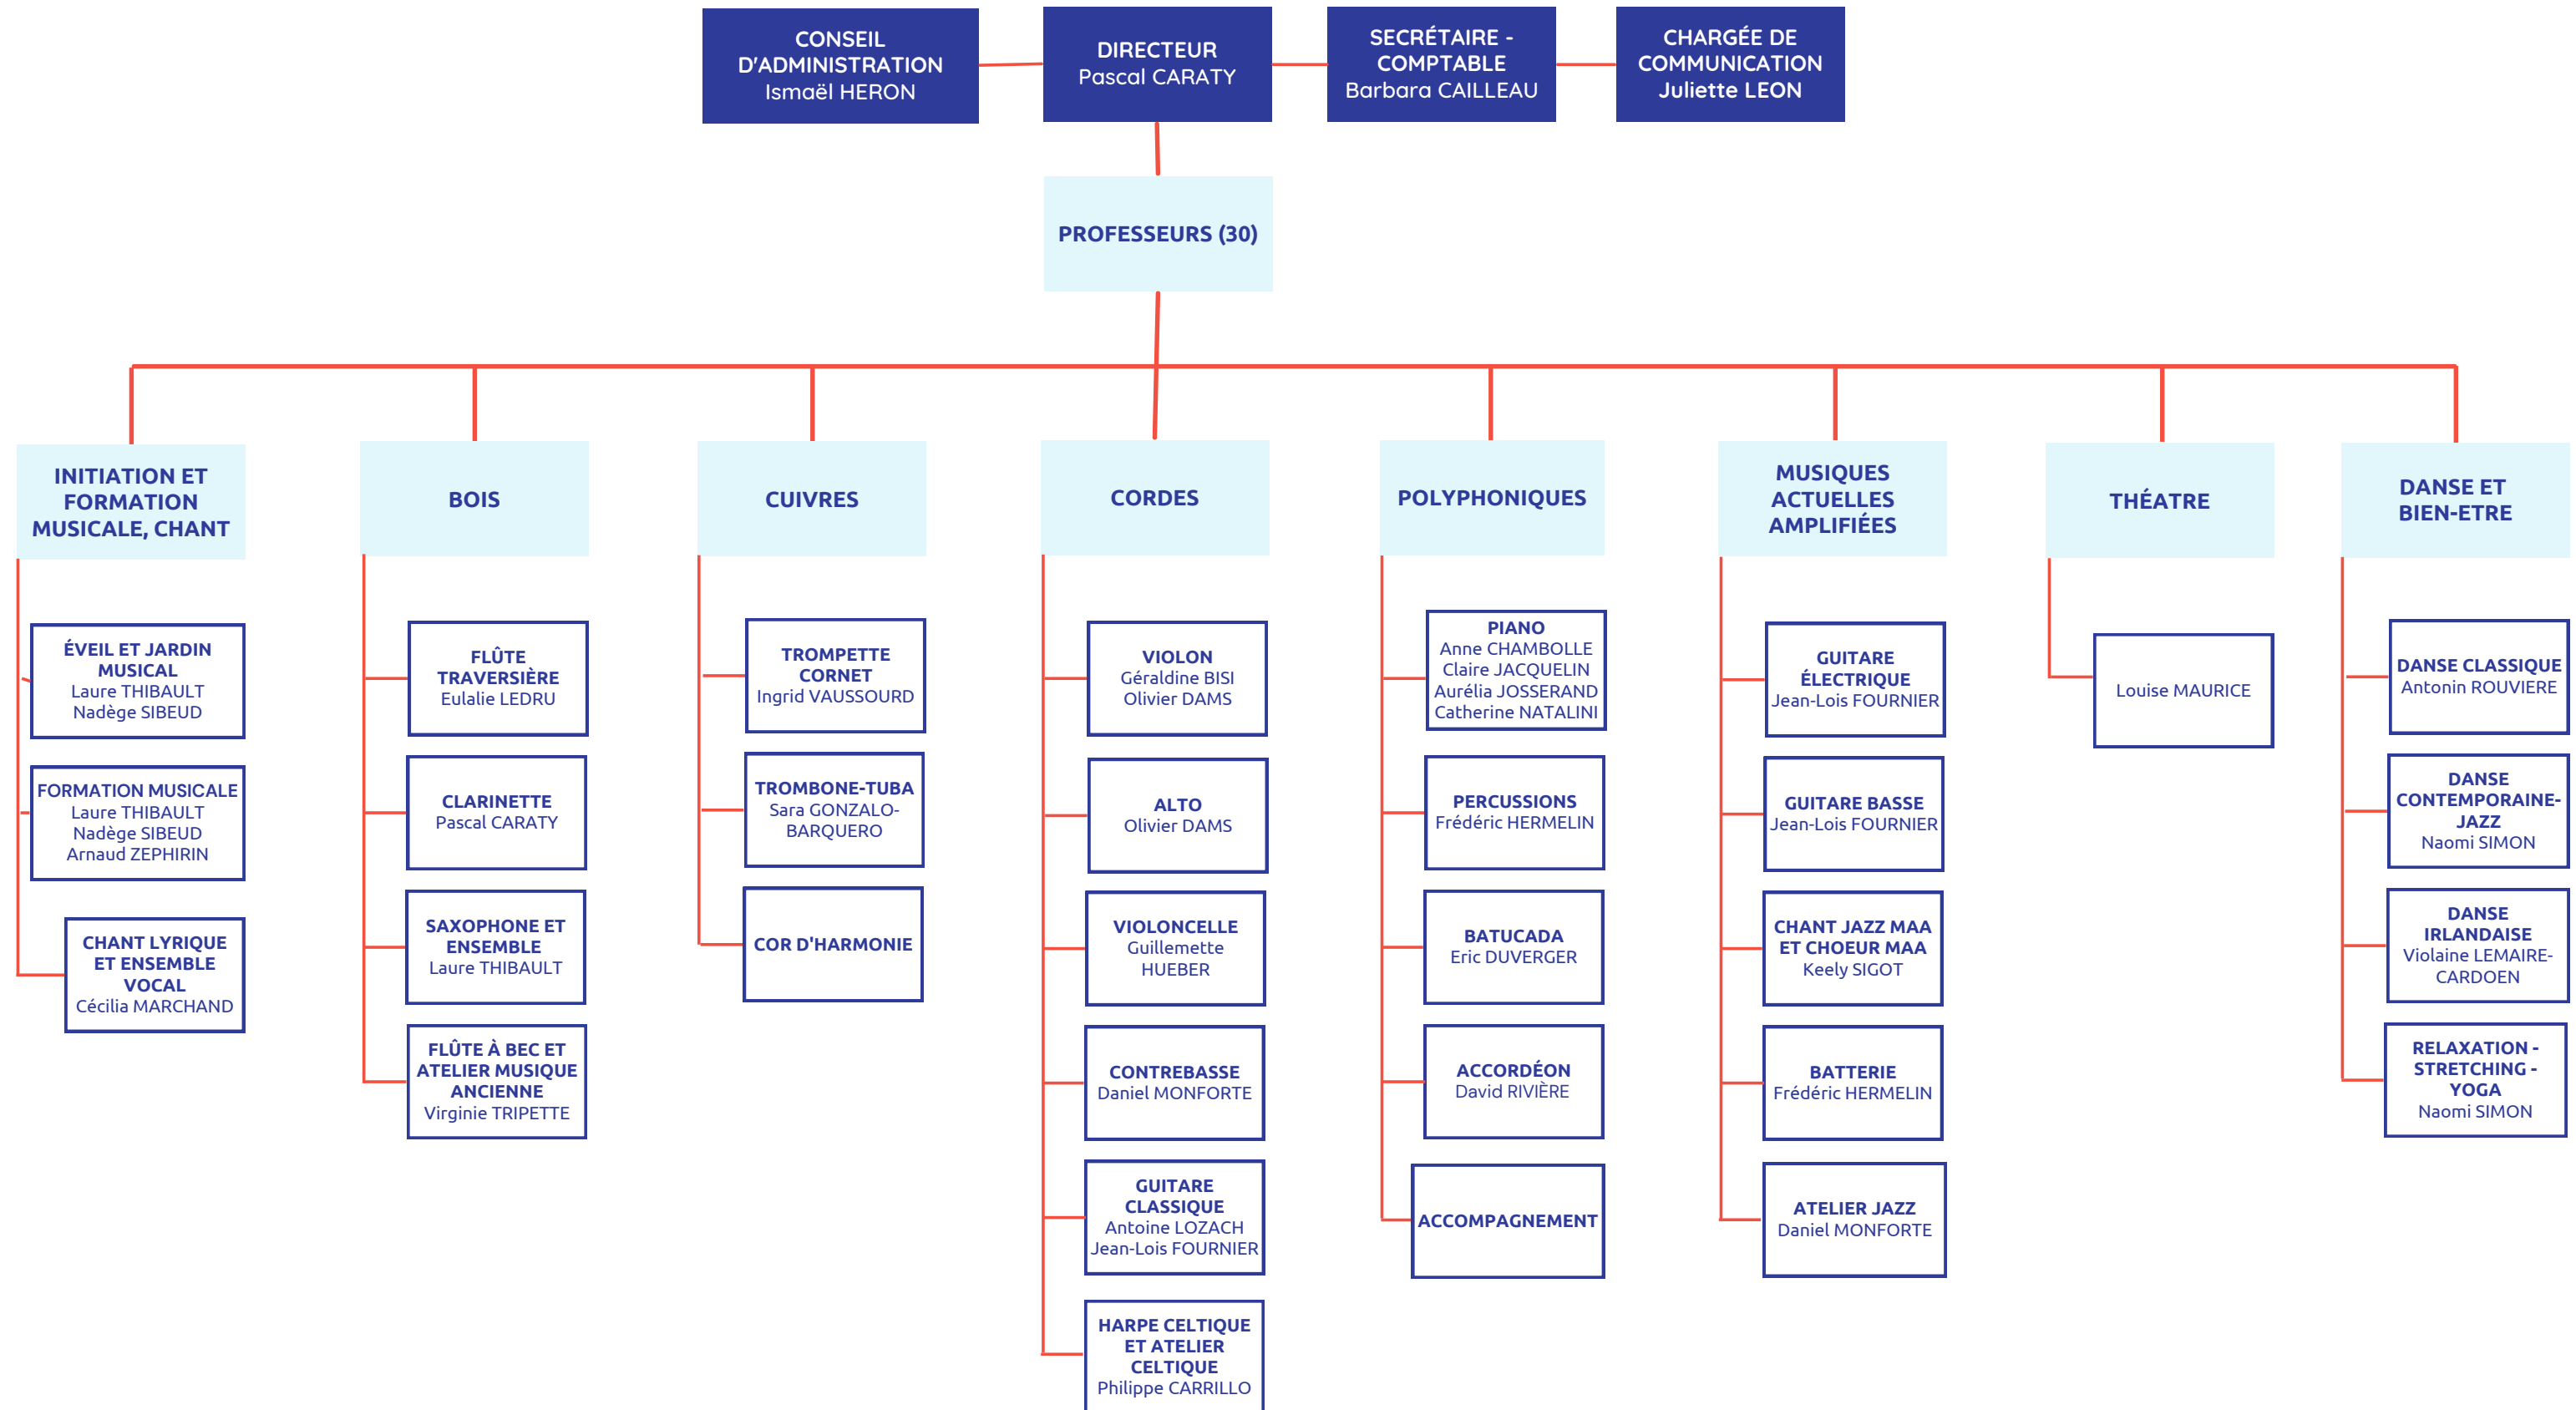 CONSEIL
D'ADMINISTRATION
Ismaël HERON
DIRECTEUR
Pascal CARATY
SECRÉTAIRE -
COMPTABLE
Barbara CAILLEAU
CHARGÉE DE
COMMUNICATION
Juliette LEON
PROFESSEURS (30)
INITIATION ET
FORMATION
MUSICALE, CHANT
ÉVEIL ET JARDIN
MUSICAL
Laure THIBAULT
Nadège SIBEUD
FORMATION MUSICALE
Laure THIBAULT
Nadège SIBEUD
Arnaud ZEPHIRIN
CHANT LYRIQUE
ET ENSEMBLE
VOCAL
Cécilia MARCHAND
BOIS
FLÛTE
TRAVERSIÈRE
Eulalie LEDRU
CLARINETTE
Pascal CARATY
SAXOPHONE ET
ENSEMBLE
Laure THIBAULT
FLÛTE À BEC ET
ATELIER MUSIQUE
ANCIENNE
Virginie TRIPETTE
CUIVRES
TROMPETTE
CORNET
Ingrid VAUSSOURD
TROMBONE-TUBA
Sara GONZALO-
BARQUERO
COR D'HARMONIE
CORDES
VIOLON
Géraldine BISI
Olivier DAMS
ALTO
Olivier DAMS
VIOLONCELLE
Guillemette
HUEBER
CONTREBASSE
Daniel MONFORTE
GUITARE
CLASSIQUE
Antoine LOZACH
Jean-Lois FOURNIER
HARPE CELTIQUE
ET ATELIER
CELTIQUE
Philippe CARRILLO
POLYPHONIQUES
PIANO
Anne CHAMBOLLE
Claire JACQUELIN
Aurélia JOSSERAND
Catherine NATALINI
PERCUSSIONS
Frédéric HERMELIN
BATUCADA
Eric DUVERGER
ACCORDÉON
David RIVIÈRE
ACCOMPAGNEMENT
MUSIQUES
ACTUELLES
AMPLIFIÉES
GUITARE
ÉLECTRIQUE
Jean-Lois FOURNIER
GUITARE BASSE
Jean-Lois FOURNIER
CHANT JAZZ MAA
ET CHOEUR MAA
Keely SIGOT
BATTERIE
Frédéric HERMELIN
ATELIER JAZZ
Daniel MONFORTE
THÉATRE
Louise MAURICE
DANSE ET
BIEN-ETRE
DANSE CLASSIQUE
Antonin ROUVIERE
DANSE
CONTEMPORAINE-
JAZZ
Naomi SIMON
DANSE
IRLANDAISE
Violaine LEMAIRE-
CARDOEN
RELAXATION -
STRETCHING -
YOGA
Naomi SIMON